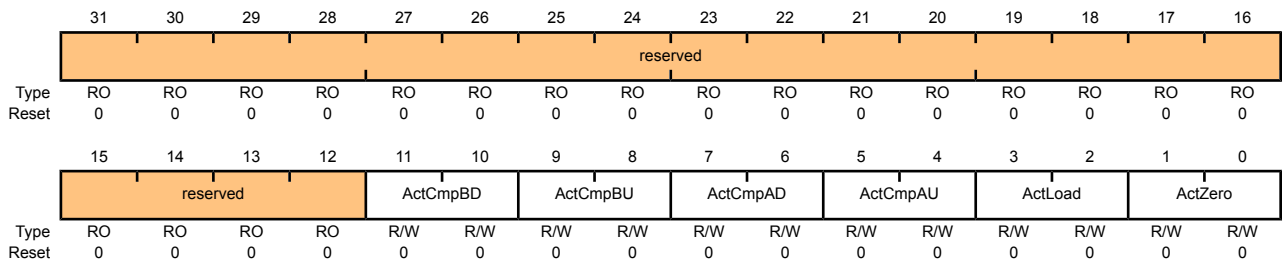 31 30 29 28 27 26 25 24 23 22 21 20 19 18 17 16
reserved
Type RO RO RO RO RO RO RO RO RO RO RO RO RO RO RO RO
Reset 0 0 0 0 0 0 0 0 0 0 0 0 0 0 0 0
15 14 13 12 11 10 9 8 7 6 5 4 3 2 1 0
reserved ActCmpBD ActCmpBU ActCmpAD ActCmpAU ActLoad ActZero
Type RO RO RO RO R/W R/W R/W R/W R/W R/W R/W R/W R/W R/W R/W R/W
Reset 0 0 0 0 0 0 0 0 0 0 0 0 0 0 0 0